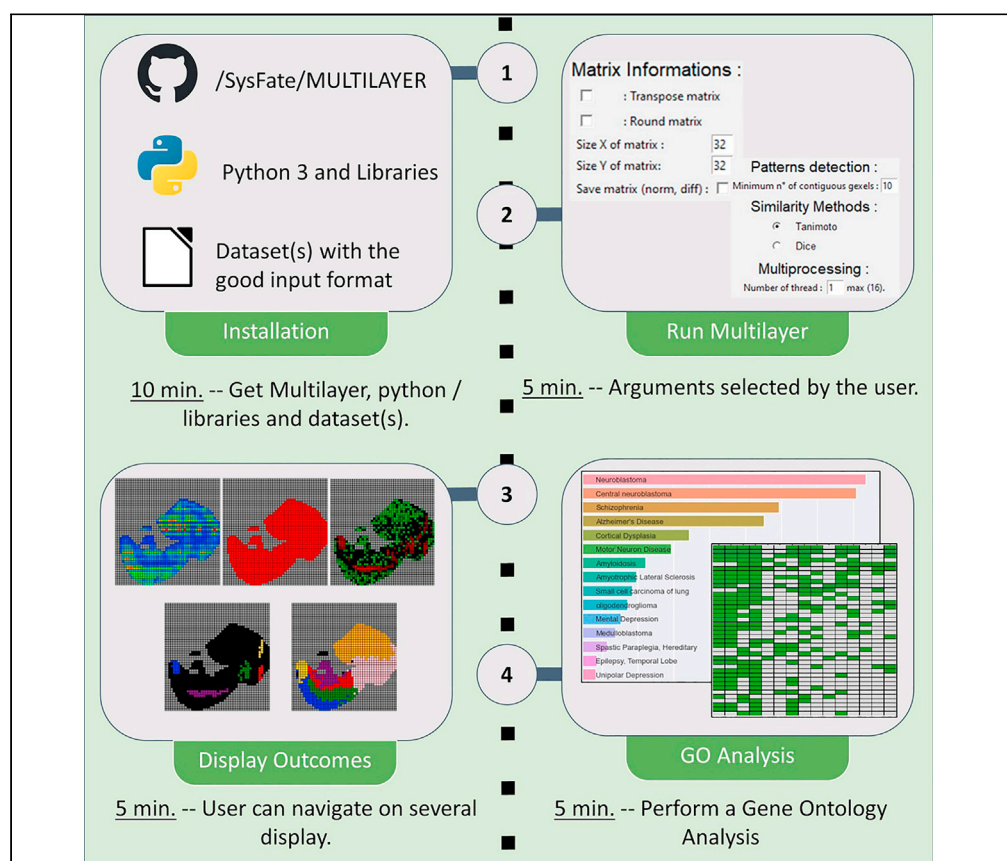 /SysFate/MULTILAYER
Python 3 and Libraries
Dataset(s) with the
good input format
Installation
10 min. -- Get Multilayer, python /
libraries and dataset(s).
1
Matrix Informations :
: Transpose matrix
: Round matrix
Size X of matrix : 32
Size Y of matrix: 32
Save matrix (norm, diff) :
Patterns detection :
Minimum n° of contiguous gexels : 10
Similarity Methods :
Tanimoto
Dice
Multiprocessing :
Number of thread : 1 max (16).
2
Run Multilayer
5 min. -- Arguments selected by the user.
3
Display Outcomes
5 min. -- User can navigate on several
display.
4
Neuroblastoma
Central neuroblastoma
Schizophrenia
Alzheimer's Disease
Cortical Dysplasia
Motor Neuron Disease
Amyloidosis
Amyotrophic Lateral Sclerosis
Small cell carcinoma of lung
oligodendroglioma
Mental Depression
Medulloblastoma
Spastic Paraplegia, Hereditary
Epilepsy, Temporal Lobe
Unipolar Depression
GO Analysis
5 min. -- Perform a Gene Ontology
Analysis